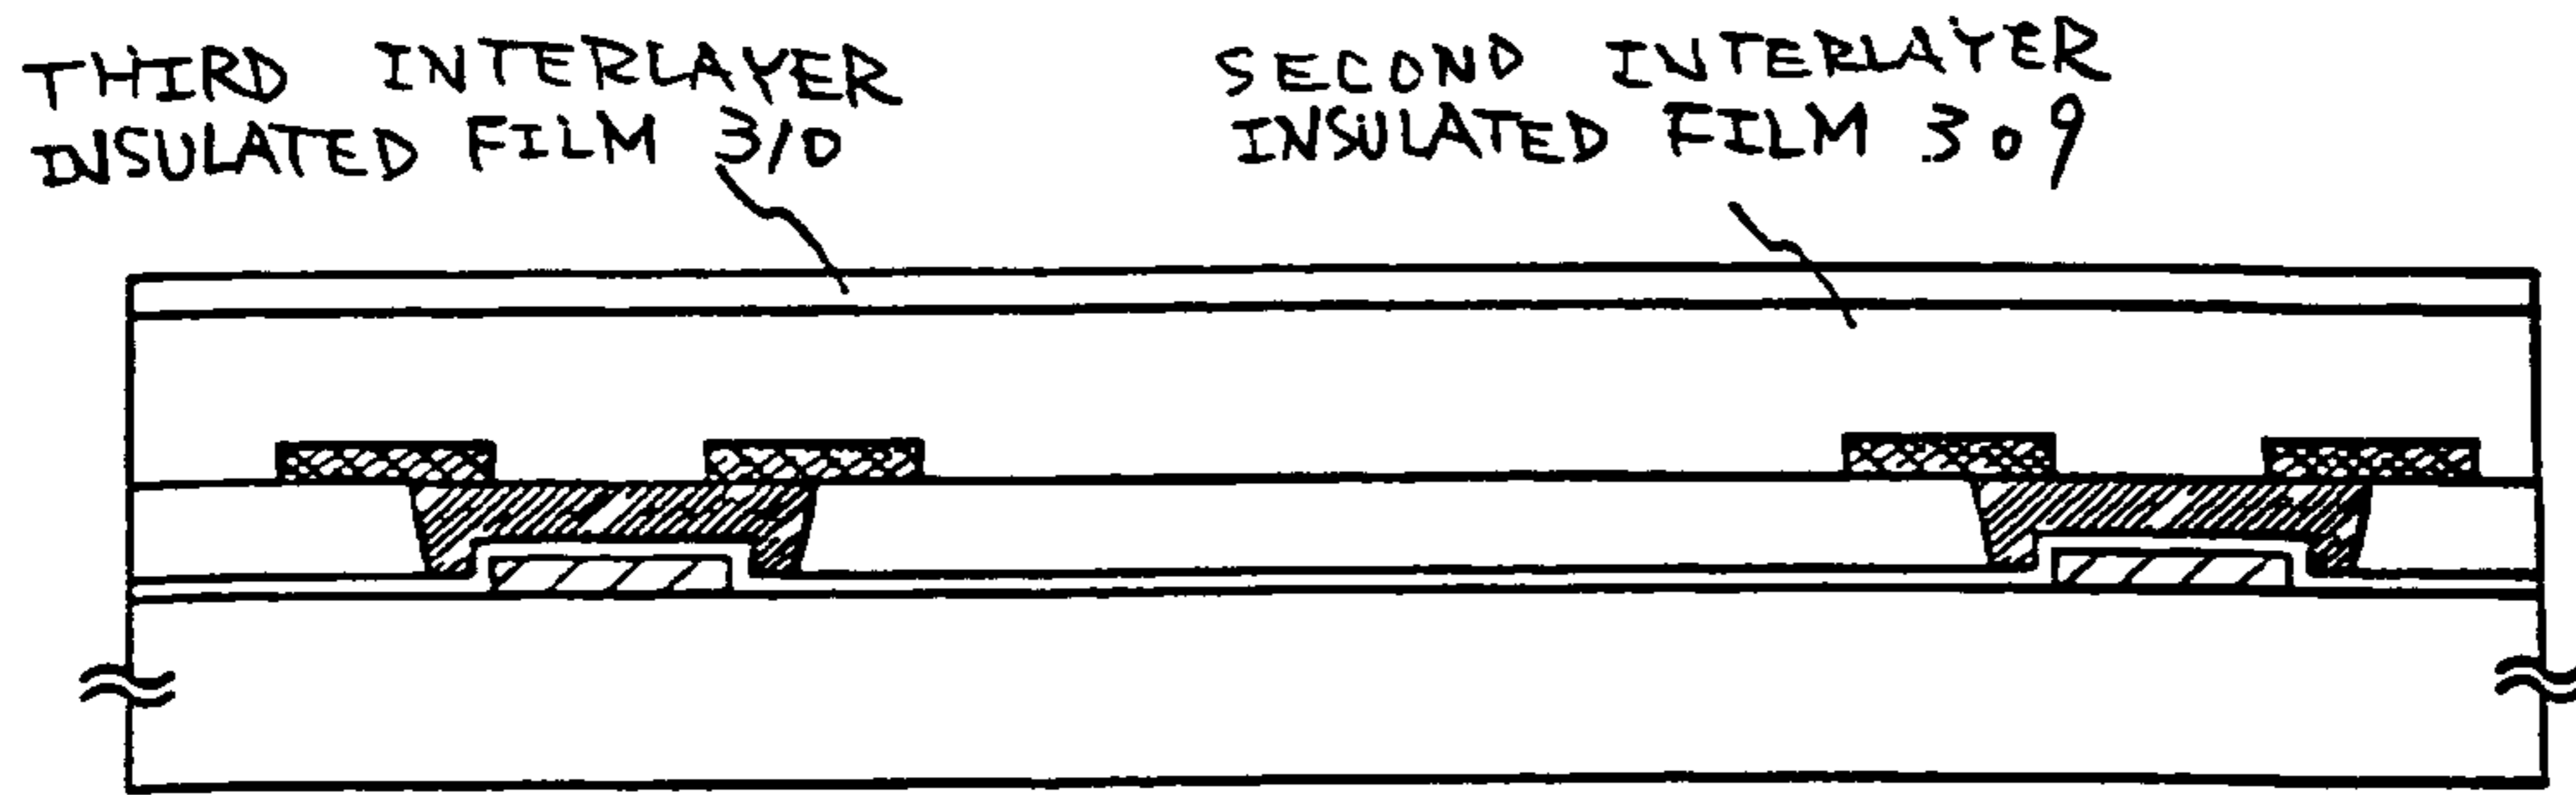 THIRD INTERLAYER
INSULATED FILM 310
SECOND INTERLAYER
INSULATED FILM 309